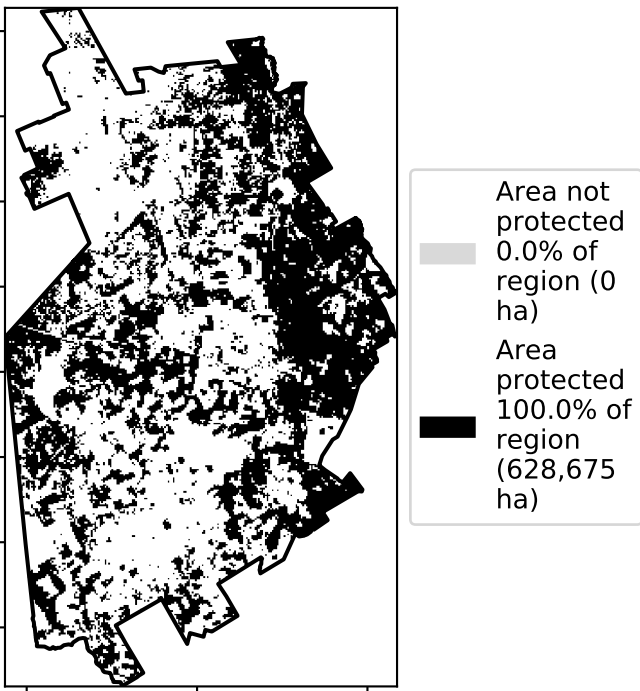 Area not
protected
0.0% of
region (0
ha)
Area
protected
100.0% of
region
(628,675
ha)